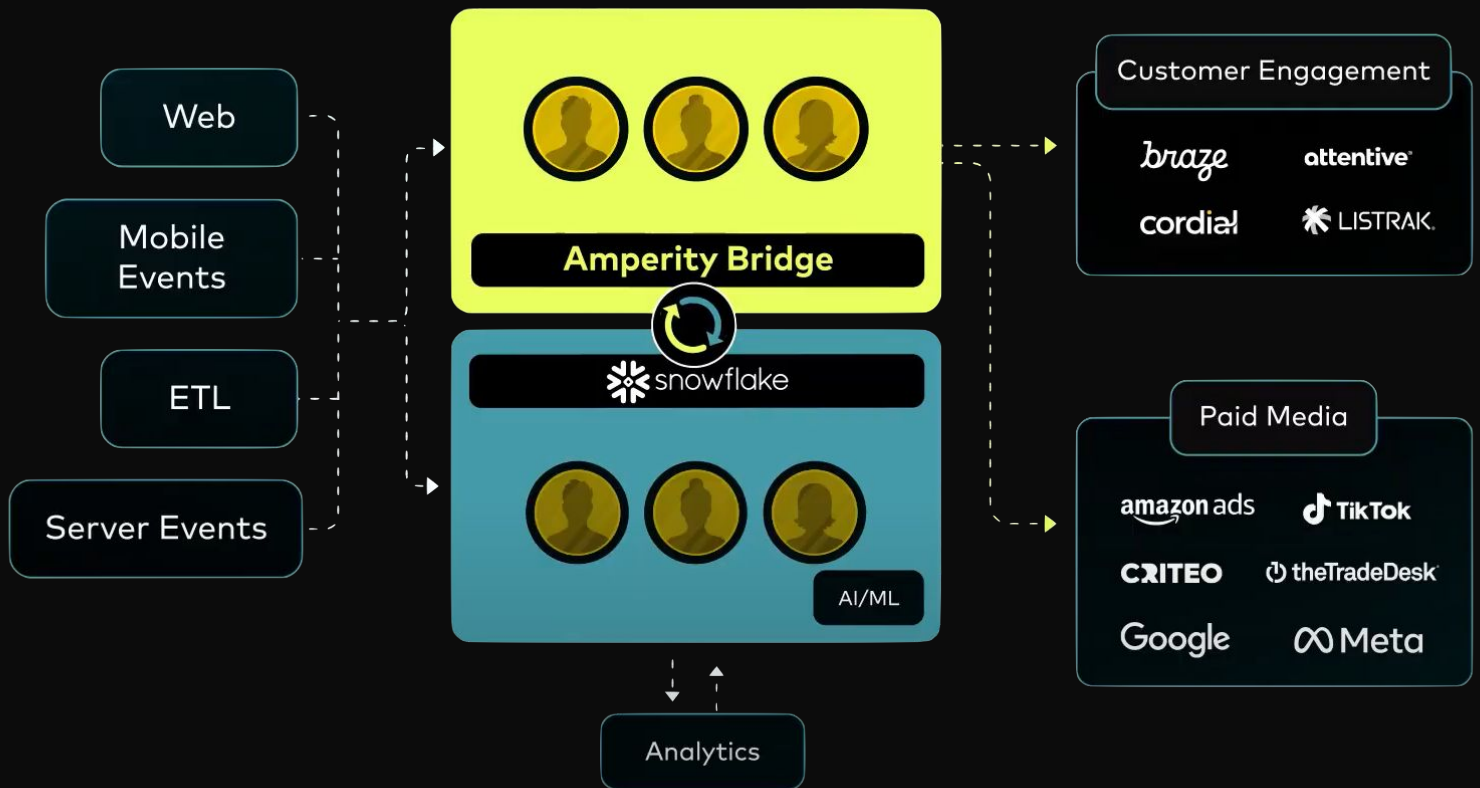 Web
Mobile
Events
ETL
Server Events
Amperity Bridge
snowflake
AI/ML
Analytics
Customer Engagement
braze
attentive
cordial
LISTRAK
Paid Media
amazon ads
TikTok
CRITEO
theTradeDesk
Google
Meta